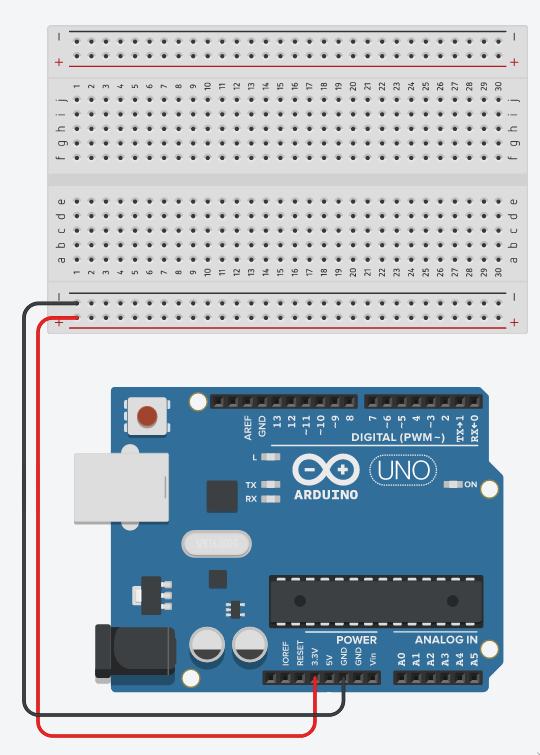 − −
+ +
1 2 3 4 5 6 7 8 9 10 11 12 13 14 15 16 17 18 19 20 21 22 23 24 25 26 27 28 29 30
j j
i i
h h
g g
f f
e e
d d
c c
b b
a a
1 2 3 4 5 6 7 8 9 10 11 12 13 14 15 16 17 18 19 20 21 22 23 24 25 26 27 28 29 30
− −
+ +
AREF GND 13 12 ~11 ~10 ~9 8 7 ~6 ~5 4 ~3 2 TX→1 RX←0
DIGITAL (PWM ~)
L
TX
RX
ARDUINO
UNO
ON
POWER ANALOG IN
IOREF RESET 3.3V 5V GND GND Vin A0 A1 A2 A3 A4 A5